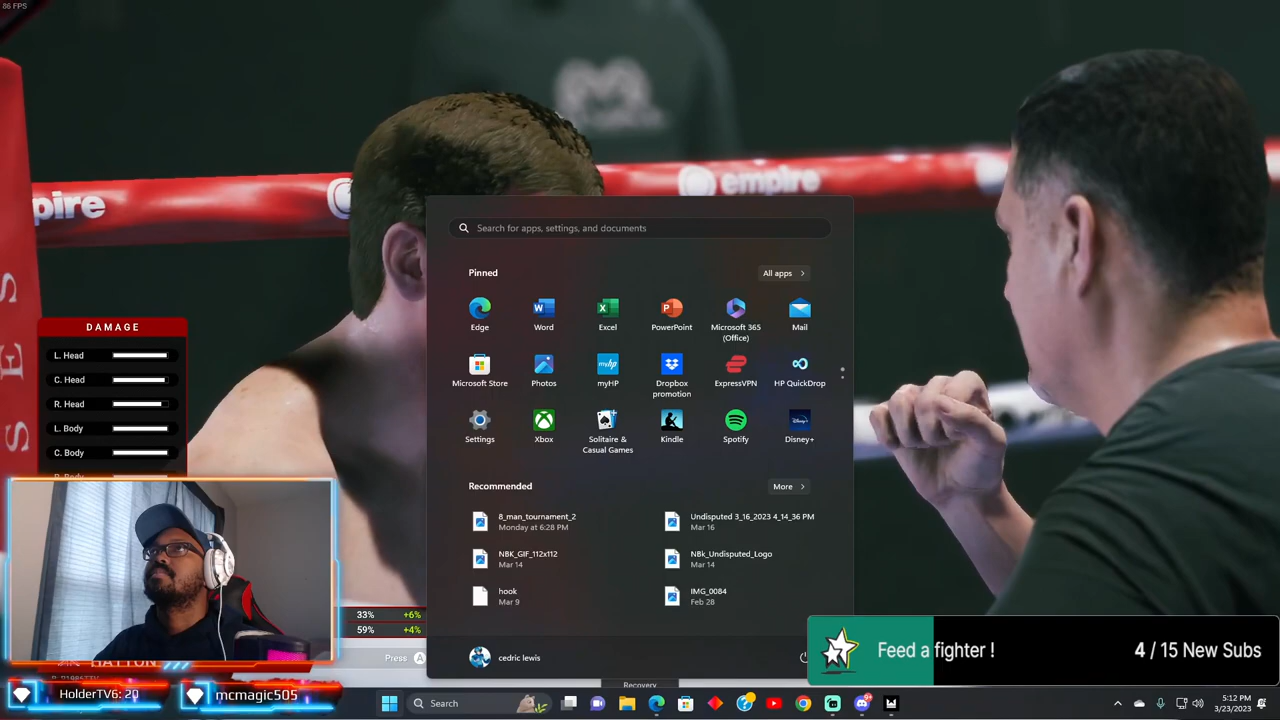 86 FPS
empire
empire
S E S
Search for apps, settings, and documents
Pinned
All apps
Edge
Word
Excel
PowerPoint
Microsoft 365
(Office)
Mail
Microsoft Store
Photos
myhp
myHP
Dropbox
promotion
ExpressVPN
HP QuickDrop
Settings
Xbox
Solitaire &
Casual Games
Kindle
Spotify
Disney+
Recommended
More
8_man_tournament_2
Monday at 6:28 PM
Undisputed 3_16_2023 4_14_36 PM
Mar 16
NBK_GIF_112x112
Mar 14
NBk_Undisputed_Logo
Mar 14
hook
Mar 9
IMG_0084
Feb 28
cedric lewis
DAMAGE
L. Head
C. Head
R. Head
L. Body
C. Body
33% +6%
59% +4%
Press A
HATTON
Recovery
Feed a fighter !
4 / 15 New Subs
HolderTV6: 20
mcmagic505
Search
5:12 PM
3/23/2023